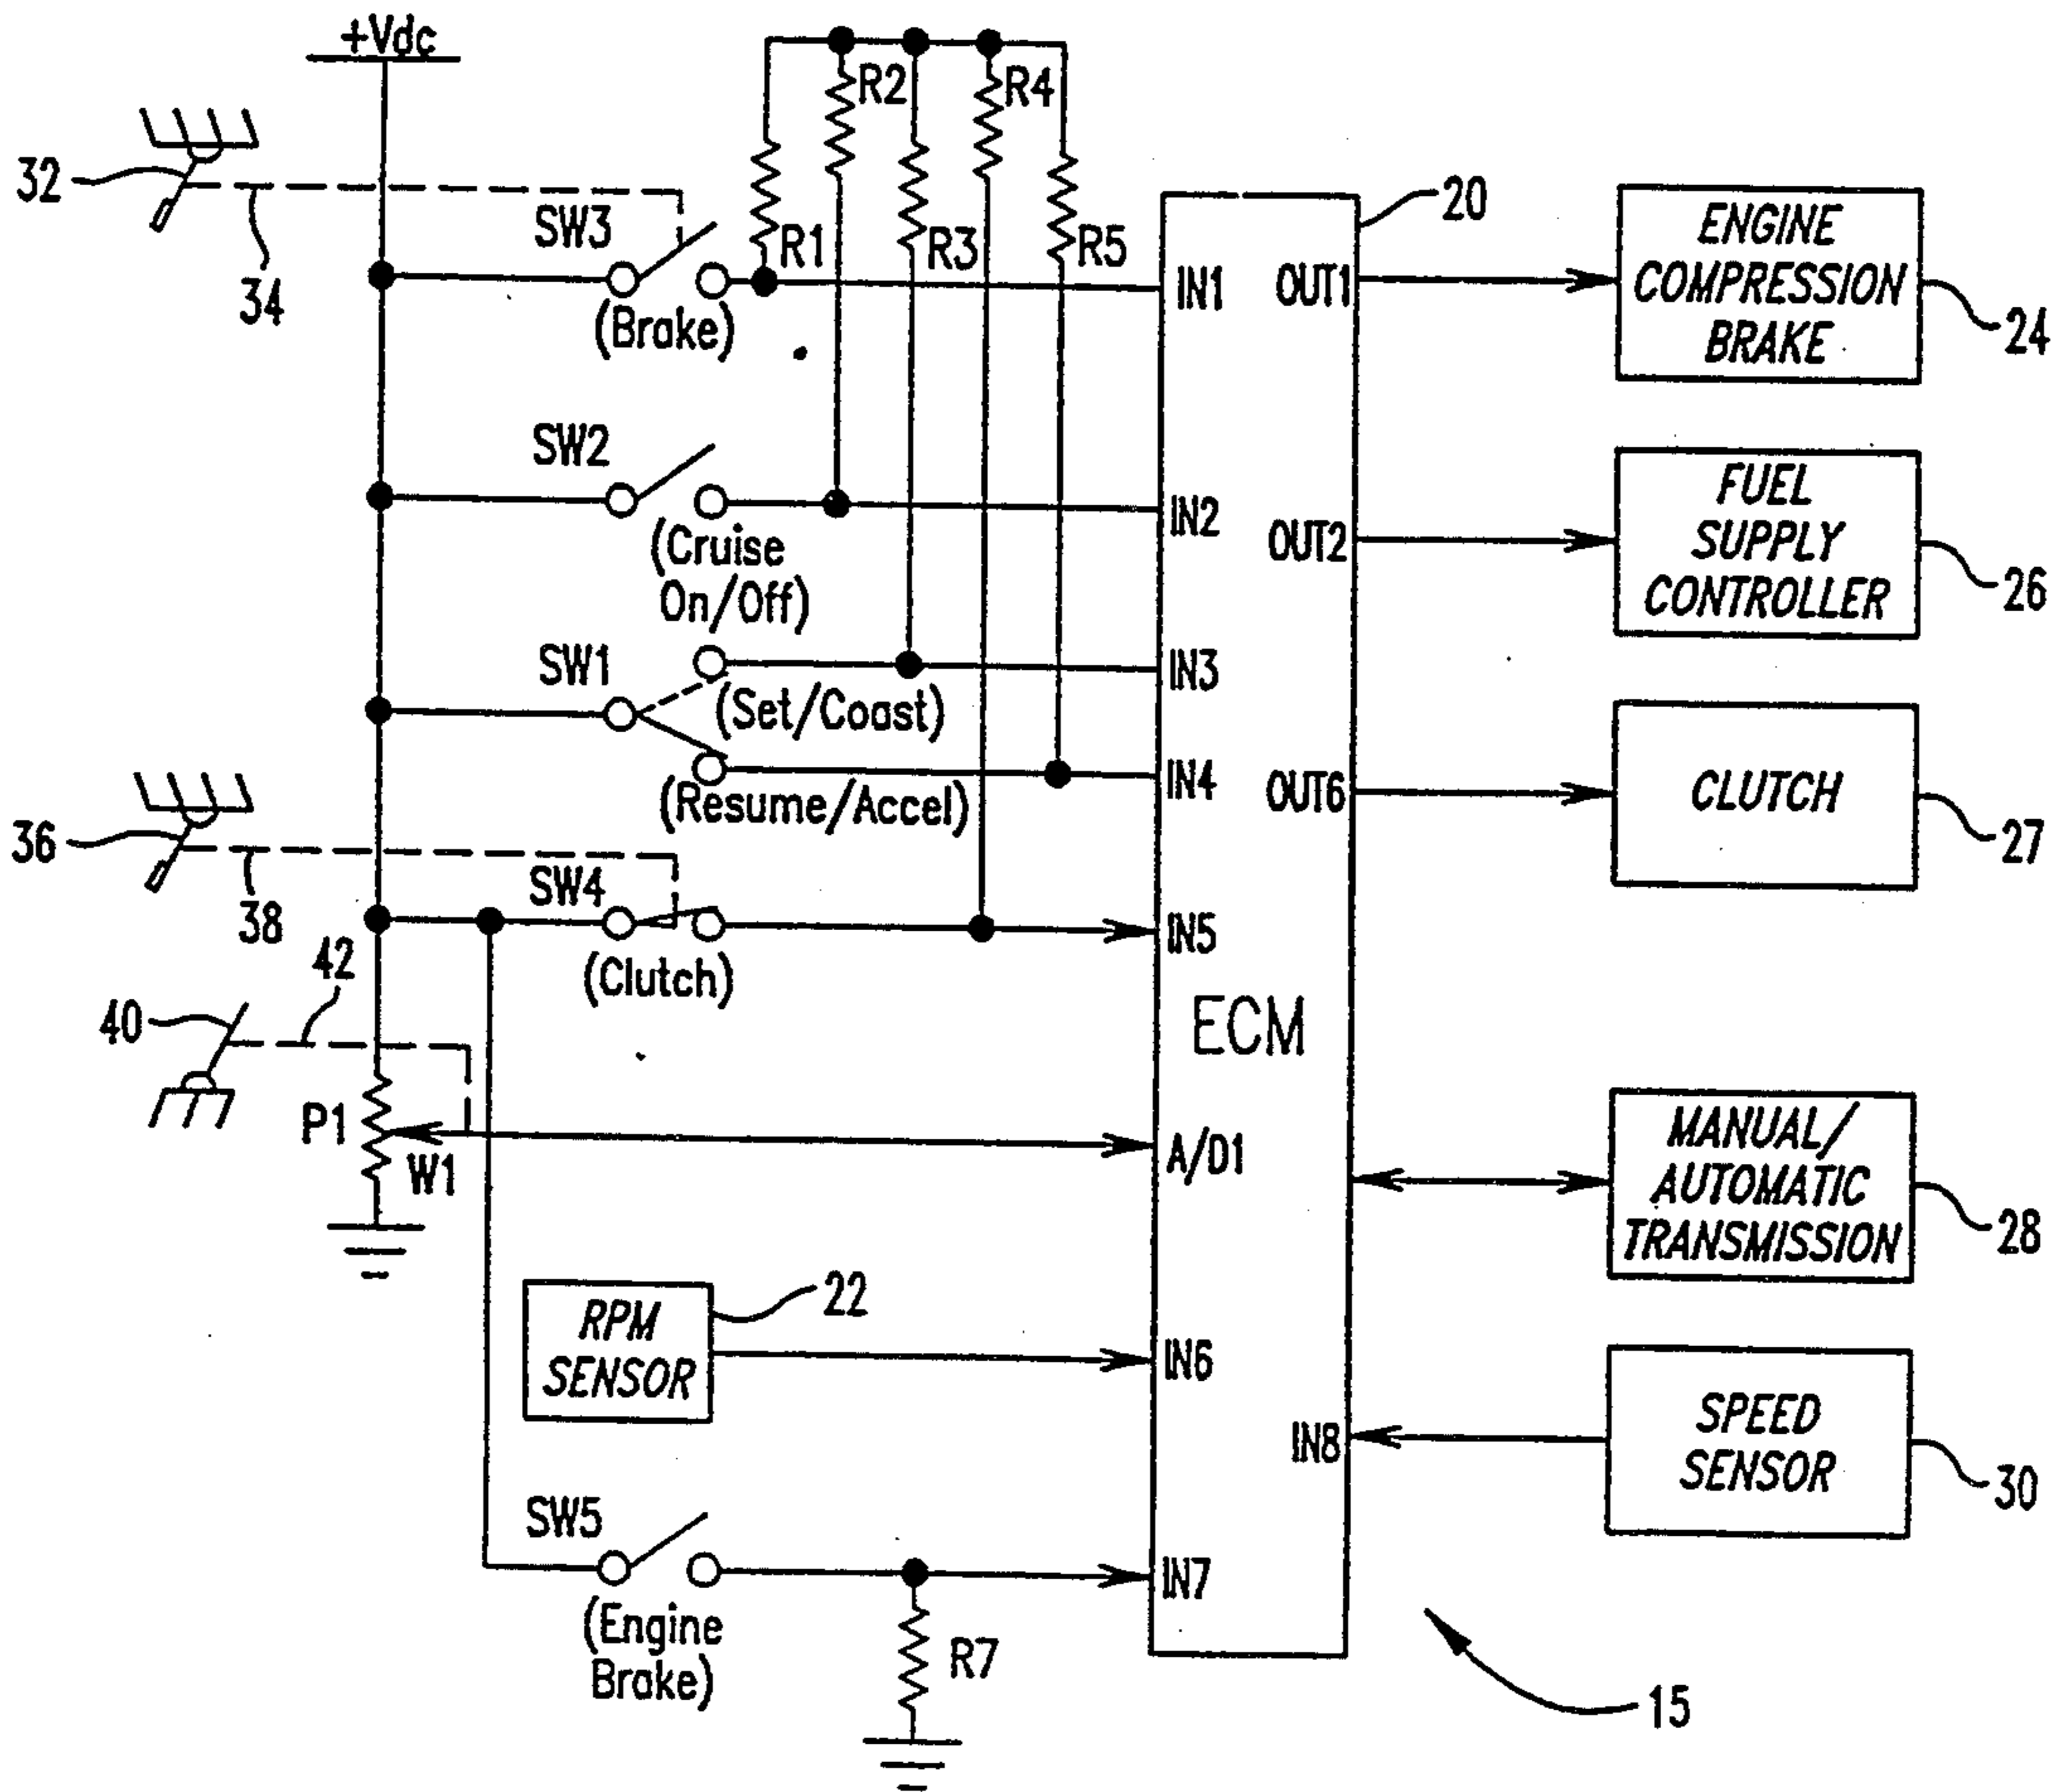 +Vdc
R2
R4
32
34
SW3
(Brake)
R1
R3
R5
20
IN1
OUT1
ENGINE
COMPRESSION
BRAKE
24
SW2
(Cruise
On/Off)
IN2
OUT2
FUEL
SUPPLY
CONTROLLER
26
SW1
(Set/Coast)
(Resume/Accel)
IN3
IN4
OUT6
CLUTCH
27
36
38
SW4
(Clutch)
IN5
ECM
40
42
P1
W1
A/D1
MANUAL/
AUTOMATIC
TRANSMISSION
28
RPM
SENSOR
22
IN6
IN8
SPEED
SENSOR
30
SW5
(Engine
Brake)
IN7
R7
15